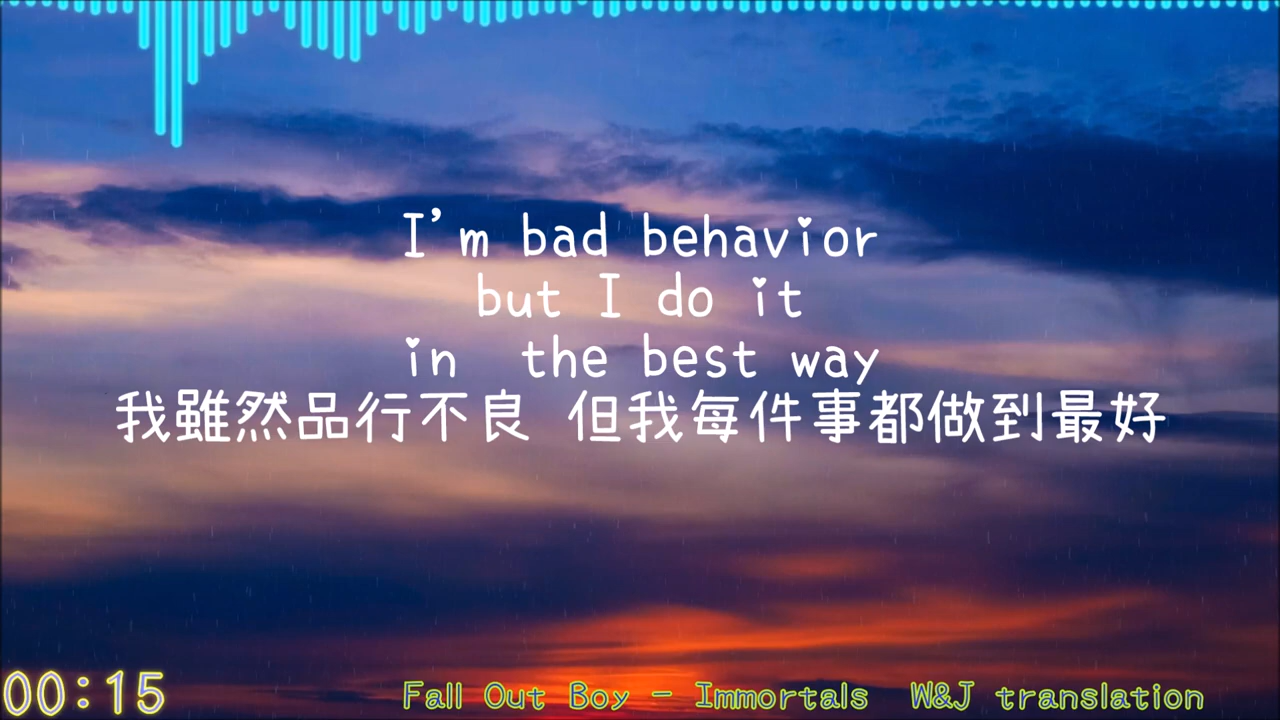 I'm bad behavior
but I do it
in the best way
我雖然品行不良 但我每件事都做到最好
00:15
Fall Out Boy - Immortals W&J translation